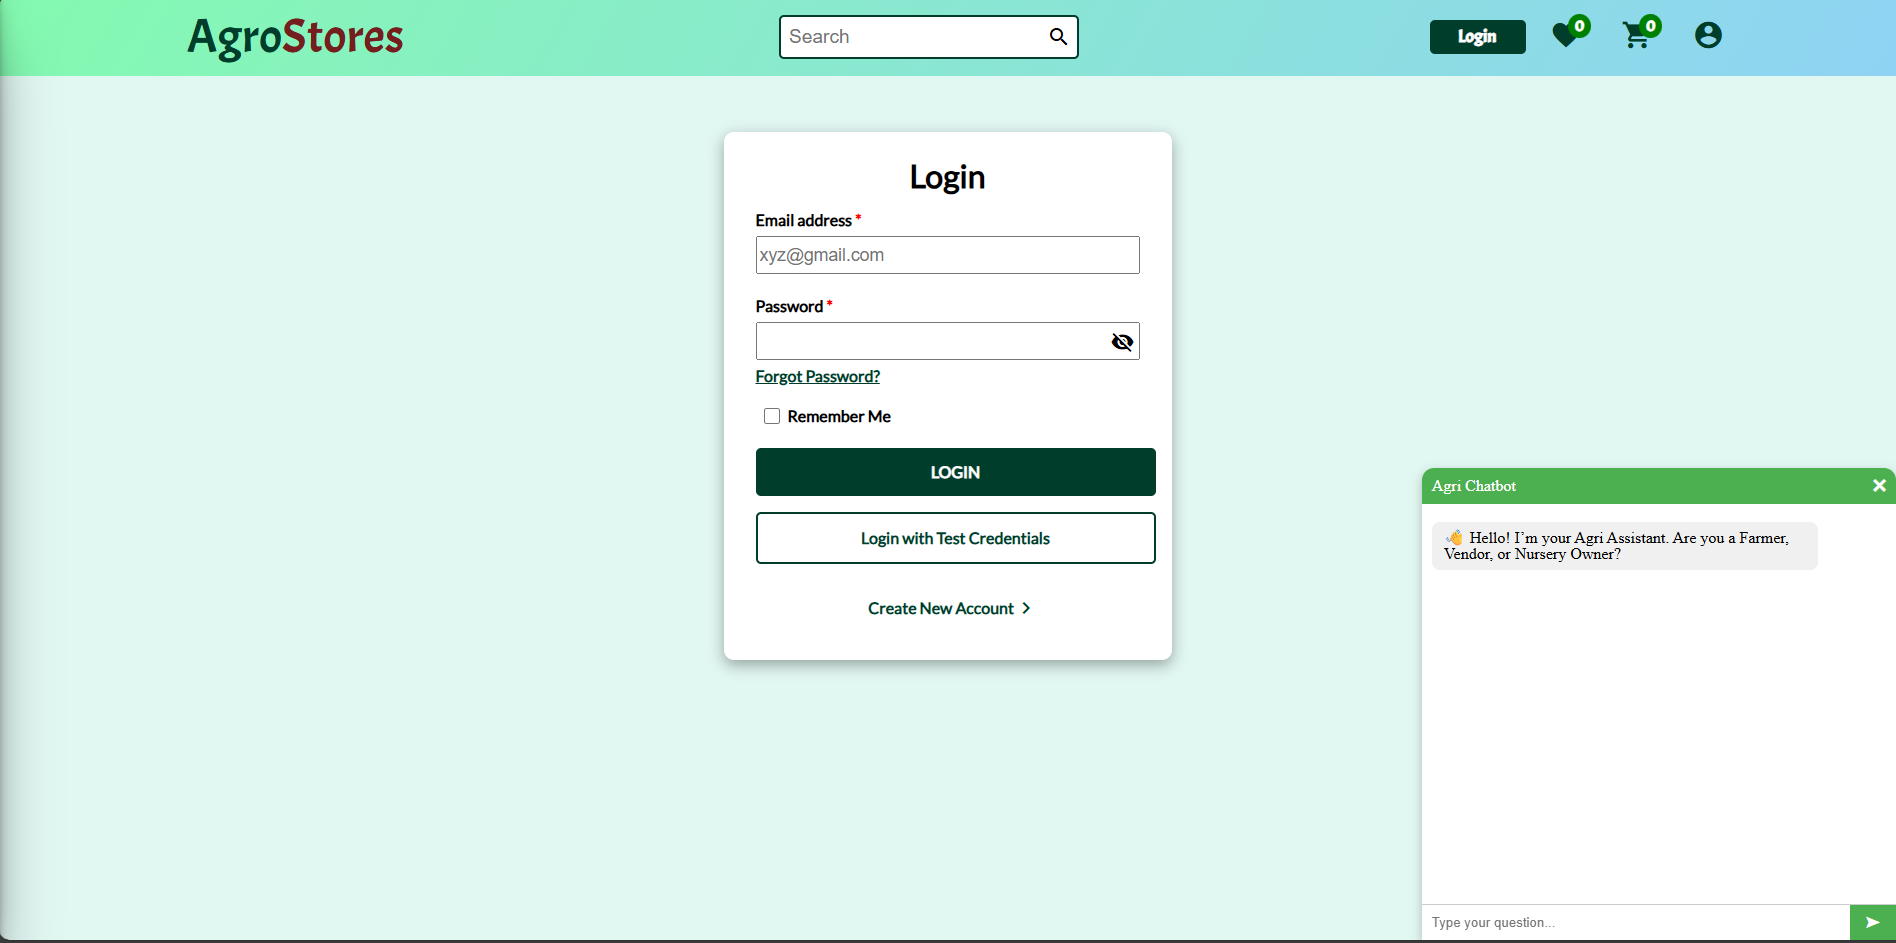 AgroStores
Search
Login
0
0
Login
Email address *
xyz@gmail.com
Password *
Forgot Password?
Remember Me
LOGIN
Login with Test Credentials
Create New Account
Agri Chatbot
👋 Hello! I’m your Agri Assistant. Are you a Farmer,
Vendor, or Nursery Owner?
Type your question...